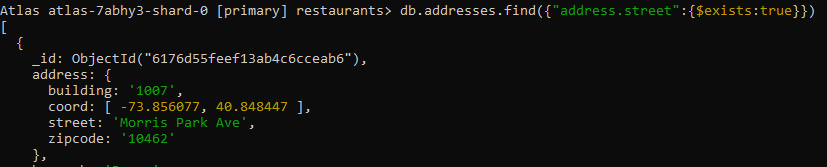 Atlas atlas-7abhy3-shard-0 [primary] restaurants> db.addresses.find({"address.street":{$exists:true}})
[
  {
    _id: ObjectId("6176d55feef13ab4c6cceab6"),
    address: {
      building: '1007',
      coord: [ -73.856077, 40.848447 ],
      street: 'Morris Park Ave',
      zipcode: '10462'
    },